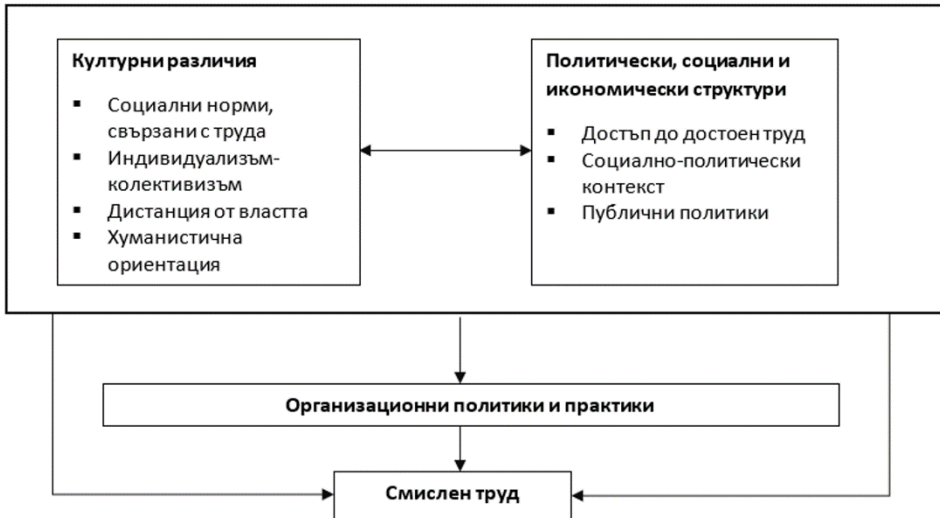 Културни различия
▪ Социални норми,
свързани с труда
▪ Индивидуализъм-
колективизъм
▪ Дистанция от властта
▪ Хуманистична
ориентация
Политически, социални и
икономически структури
▪ Достъп до достоен труд
▪ Социално-политически
контекст
▪ Публични политики
Организационни политики и практики
Смислен труд